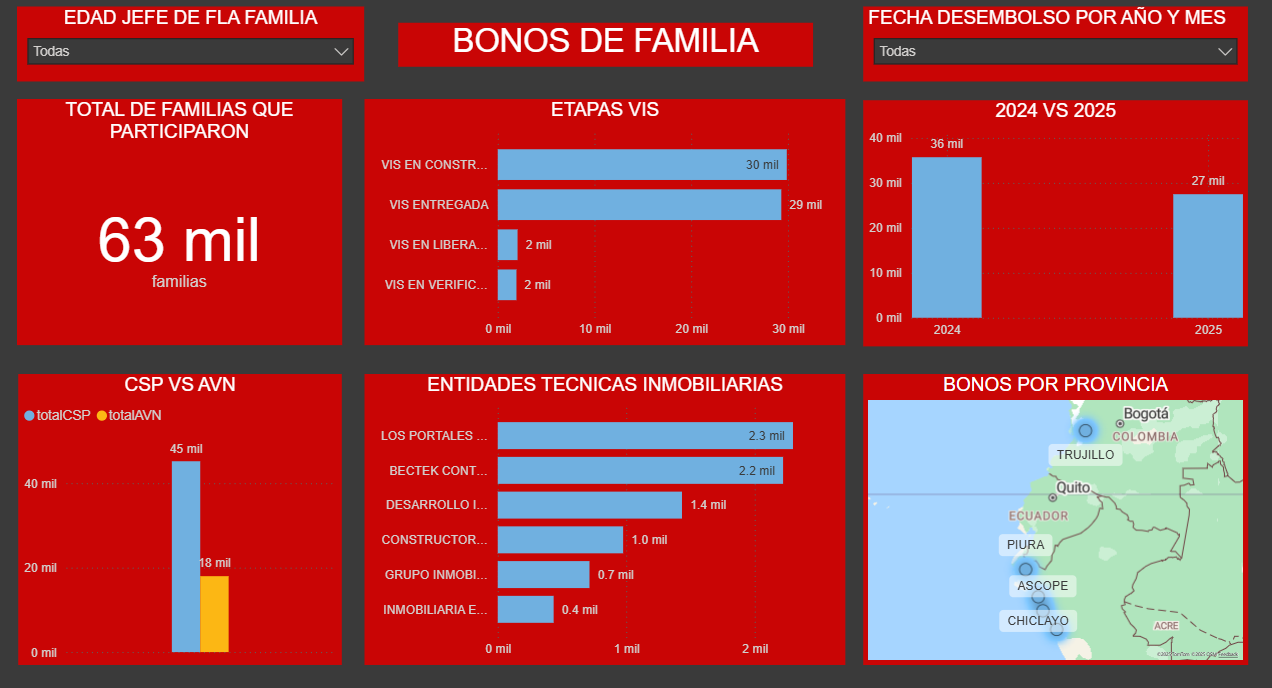 EDAD JEFE DE FLA FAMILIA
Todas
BONOS DE FAMILIA
FECHA DESEMBOLSO POR AÑO Y MES
Todas
TOTAL DE FAMILIAS QUE
PARTICIPARON
63 mil
familias
ETAPAS VIS
VIS EN CONSTR...
30 mil
VIS ENTREGADA
29 mil
VIS EN LIBERA...
2 mil
VIS EN VERIFIC...
2 mil
0 mil
10 mil
20 mil
30 mil
2024 VS 2025
40 mil
30 mil
20 mil
10 mil
0 mil
36 mil
27 mil
2024
2025
CSP VS AVN
totalCSP
totalAVN
45 mil
18 mil
40 mil
20 mil
0 mil
ENTIDADES TECNICAS INMOBILIARIAS
LOS PORTALES ...
2.3 mil
BECTEK CONT...
2.2 mil
DESARROLLO I...
1.4 mil
CONSTRUCTOR...
1.0 mil
GRUPO INMOBI...
0.7 mil
INMOBILIARIA E...
0.4 mil
0 mil
1 mil
2 mil
BONOS POR PROVINCIA
Bogotá
COLOMBIA
TRUJILLO
Quito
ECUADOR
PIURA
ASCOPE
CHICLAYO
ACRE
©2025 TomTom
Feedback